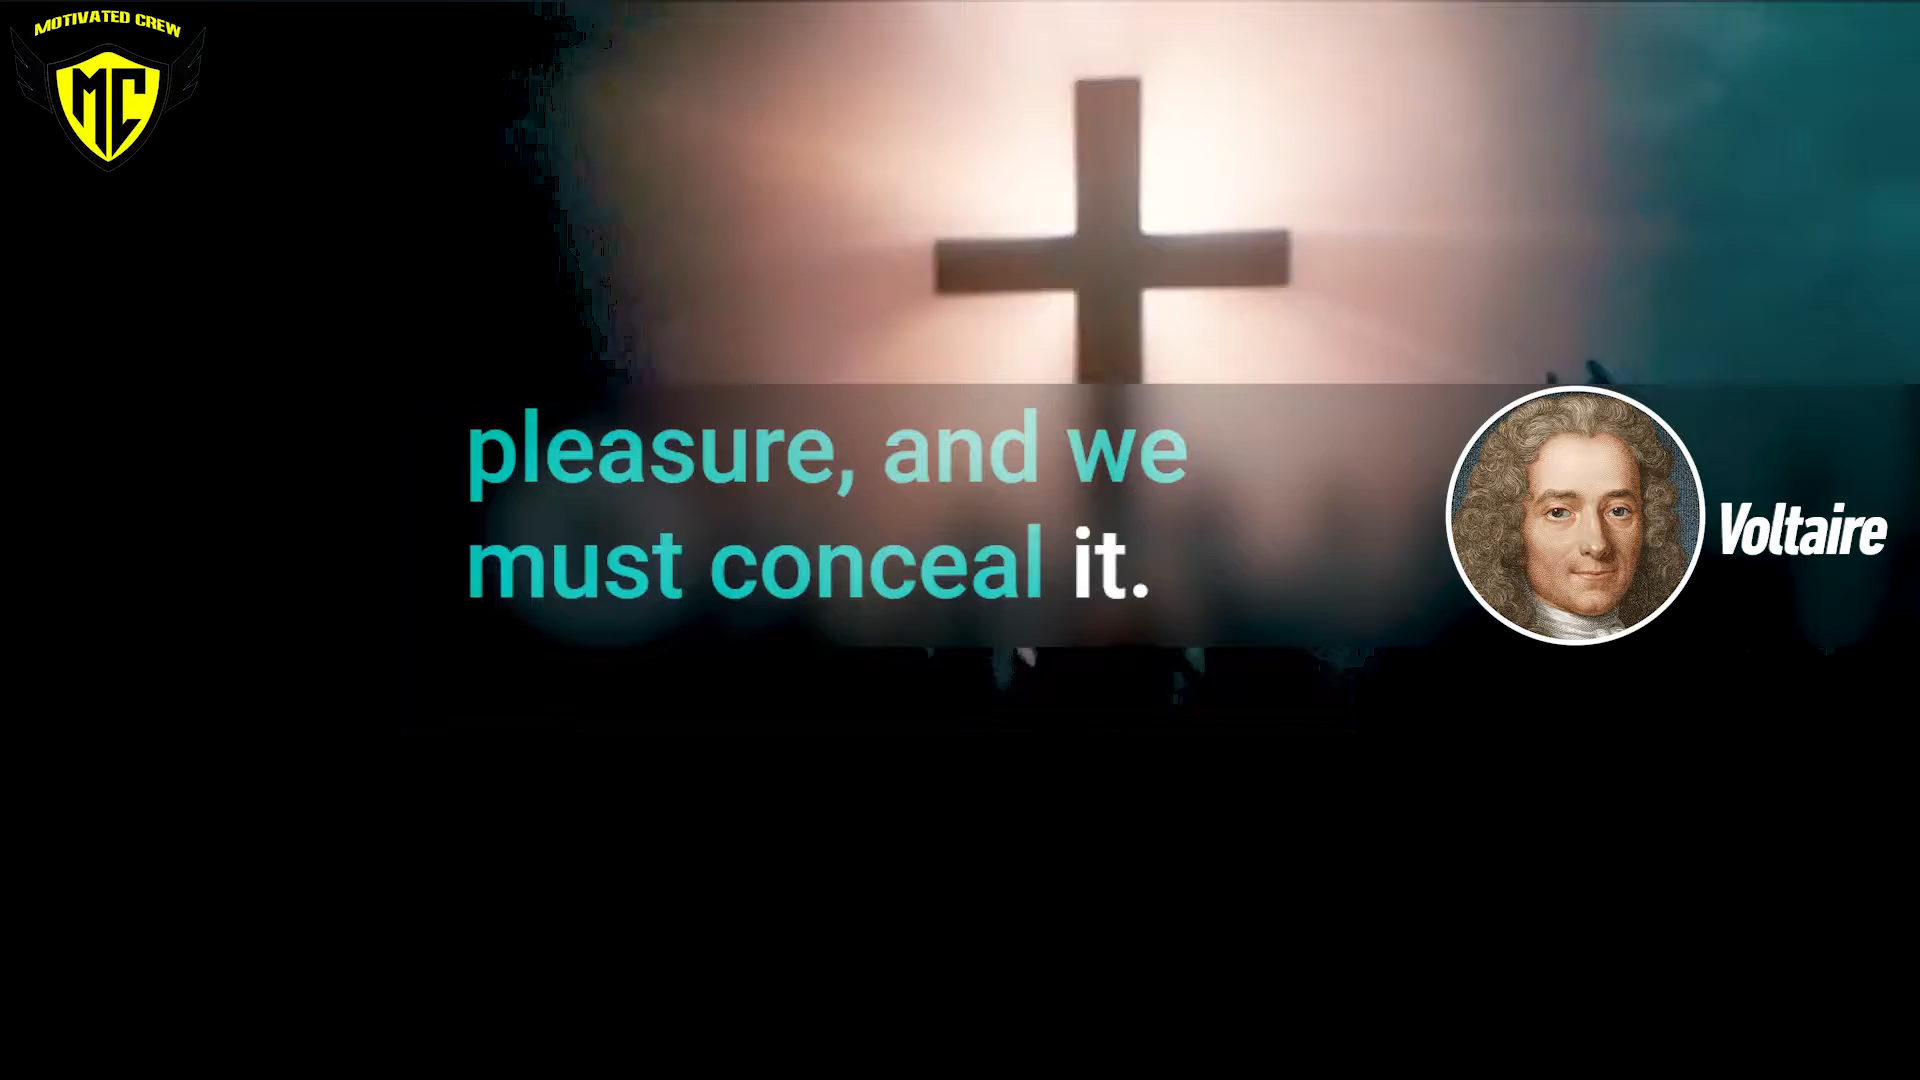 MOTIVATED CREW
MC
pleasure, and we
must conceal it.
Voltaire